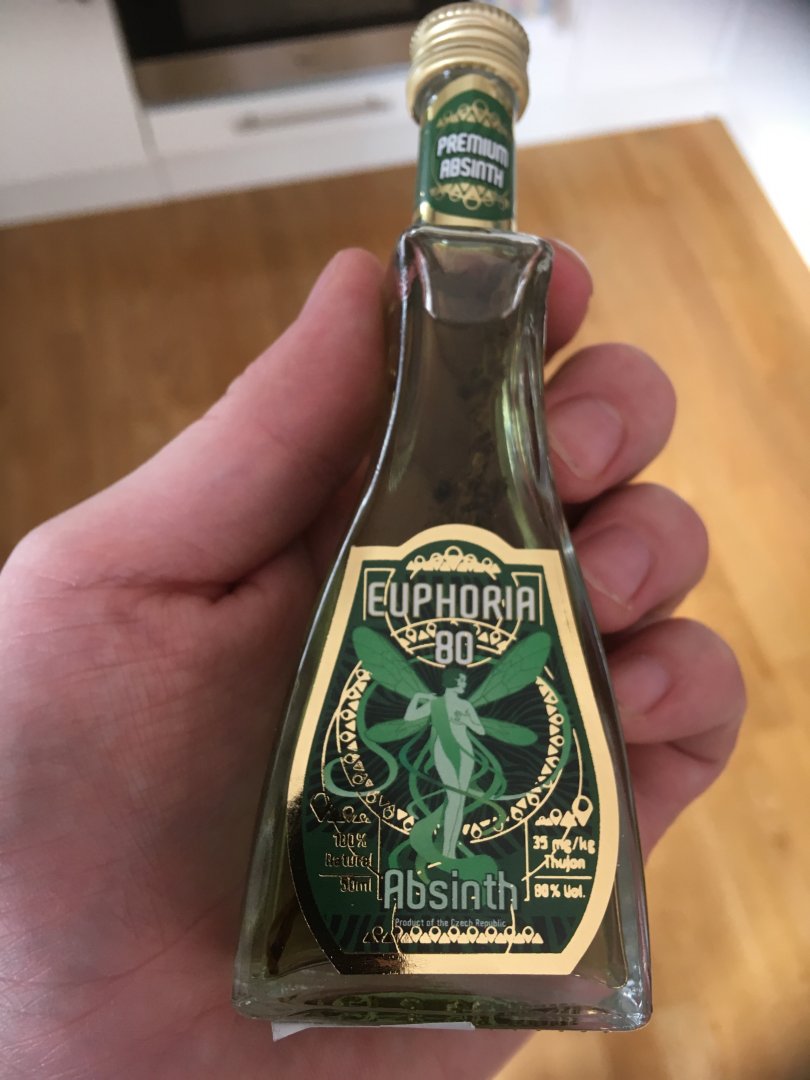 PREMIUM
ABSINTH
EUPHORIA
80
100%
Natural
50ml
35 mg/kg
Thujon
80% Vol.
Absinth
Product of the Czech Republic